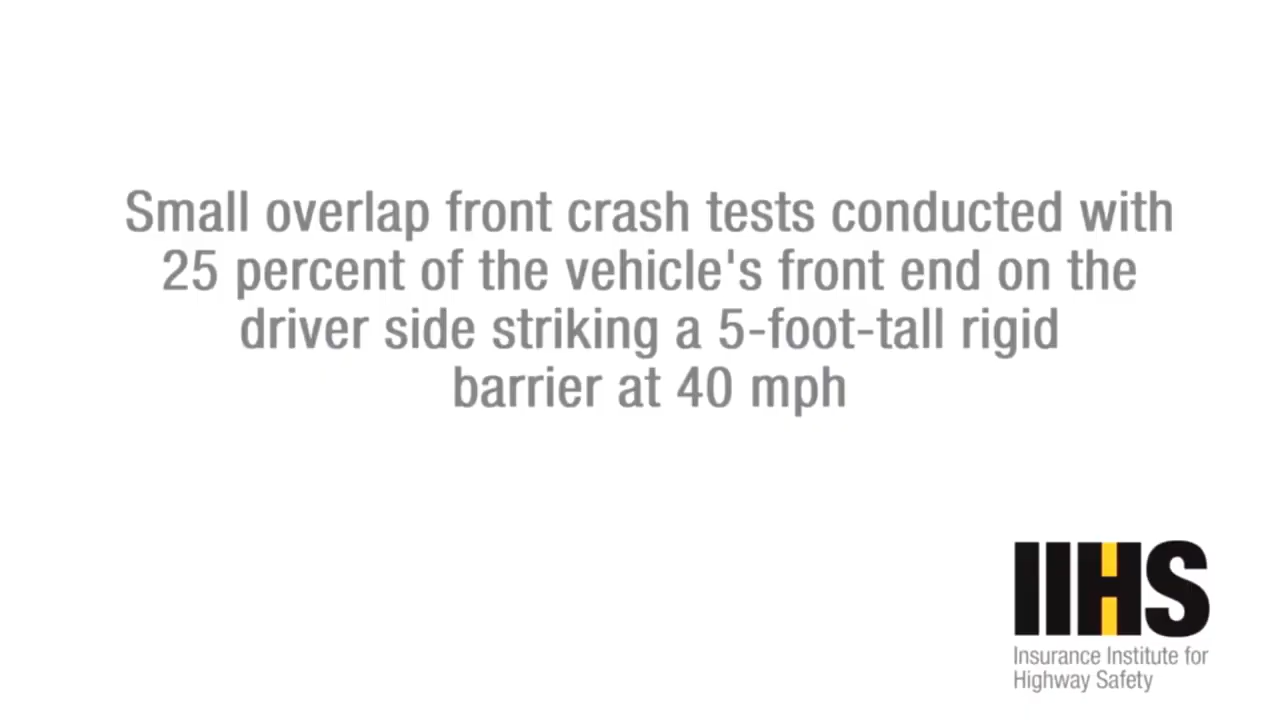 Small overlap front crash tests conducted with
25 percent of the vehicle's front end on the
driver side striking a 5-foot-tall rigid
barrier at 40 mph
IIHS
Insurance Institute for
Highway Safety